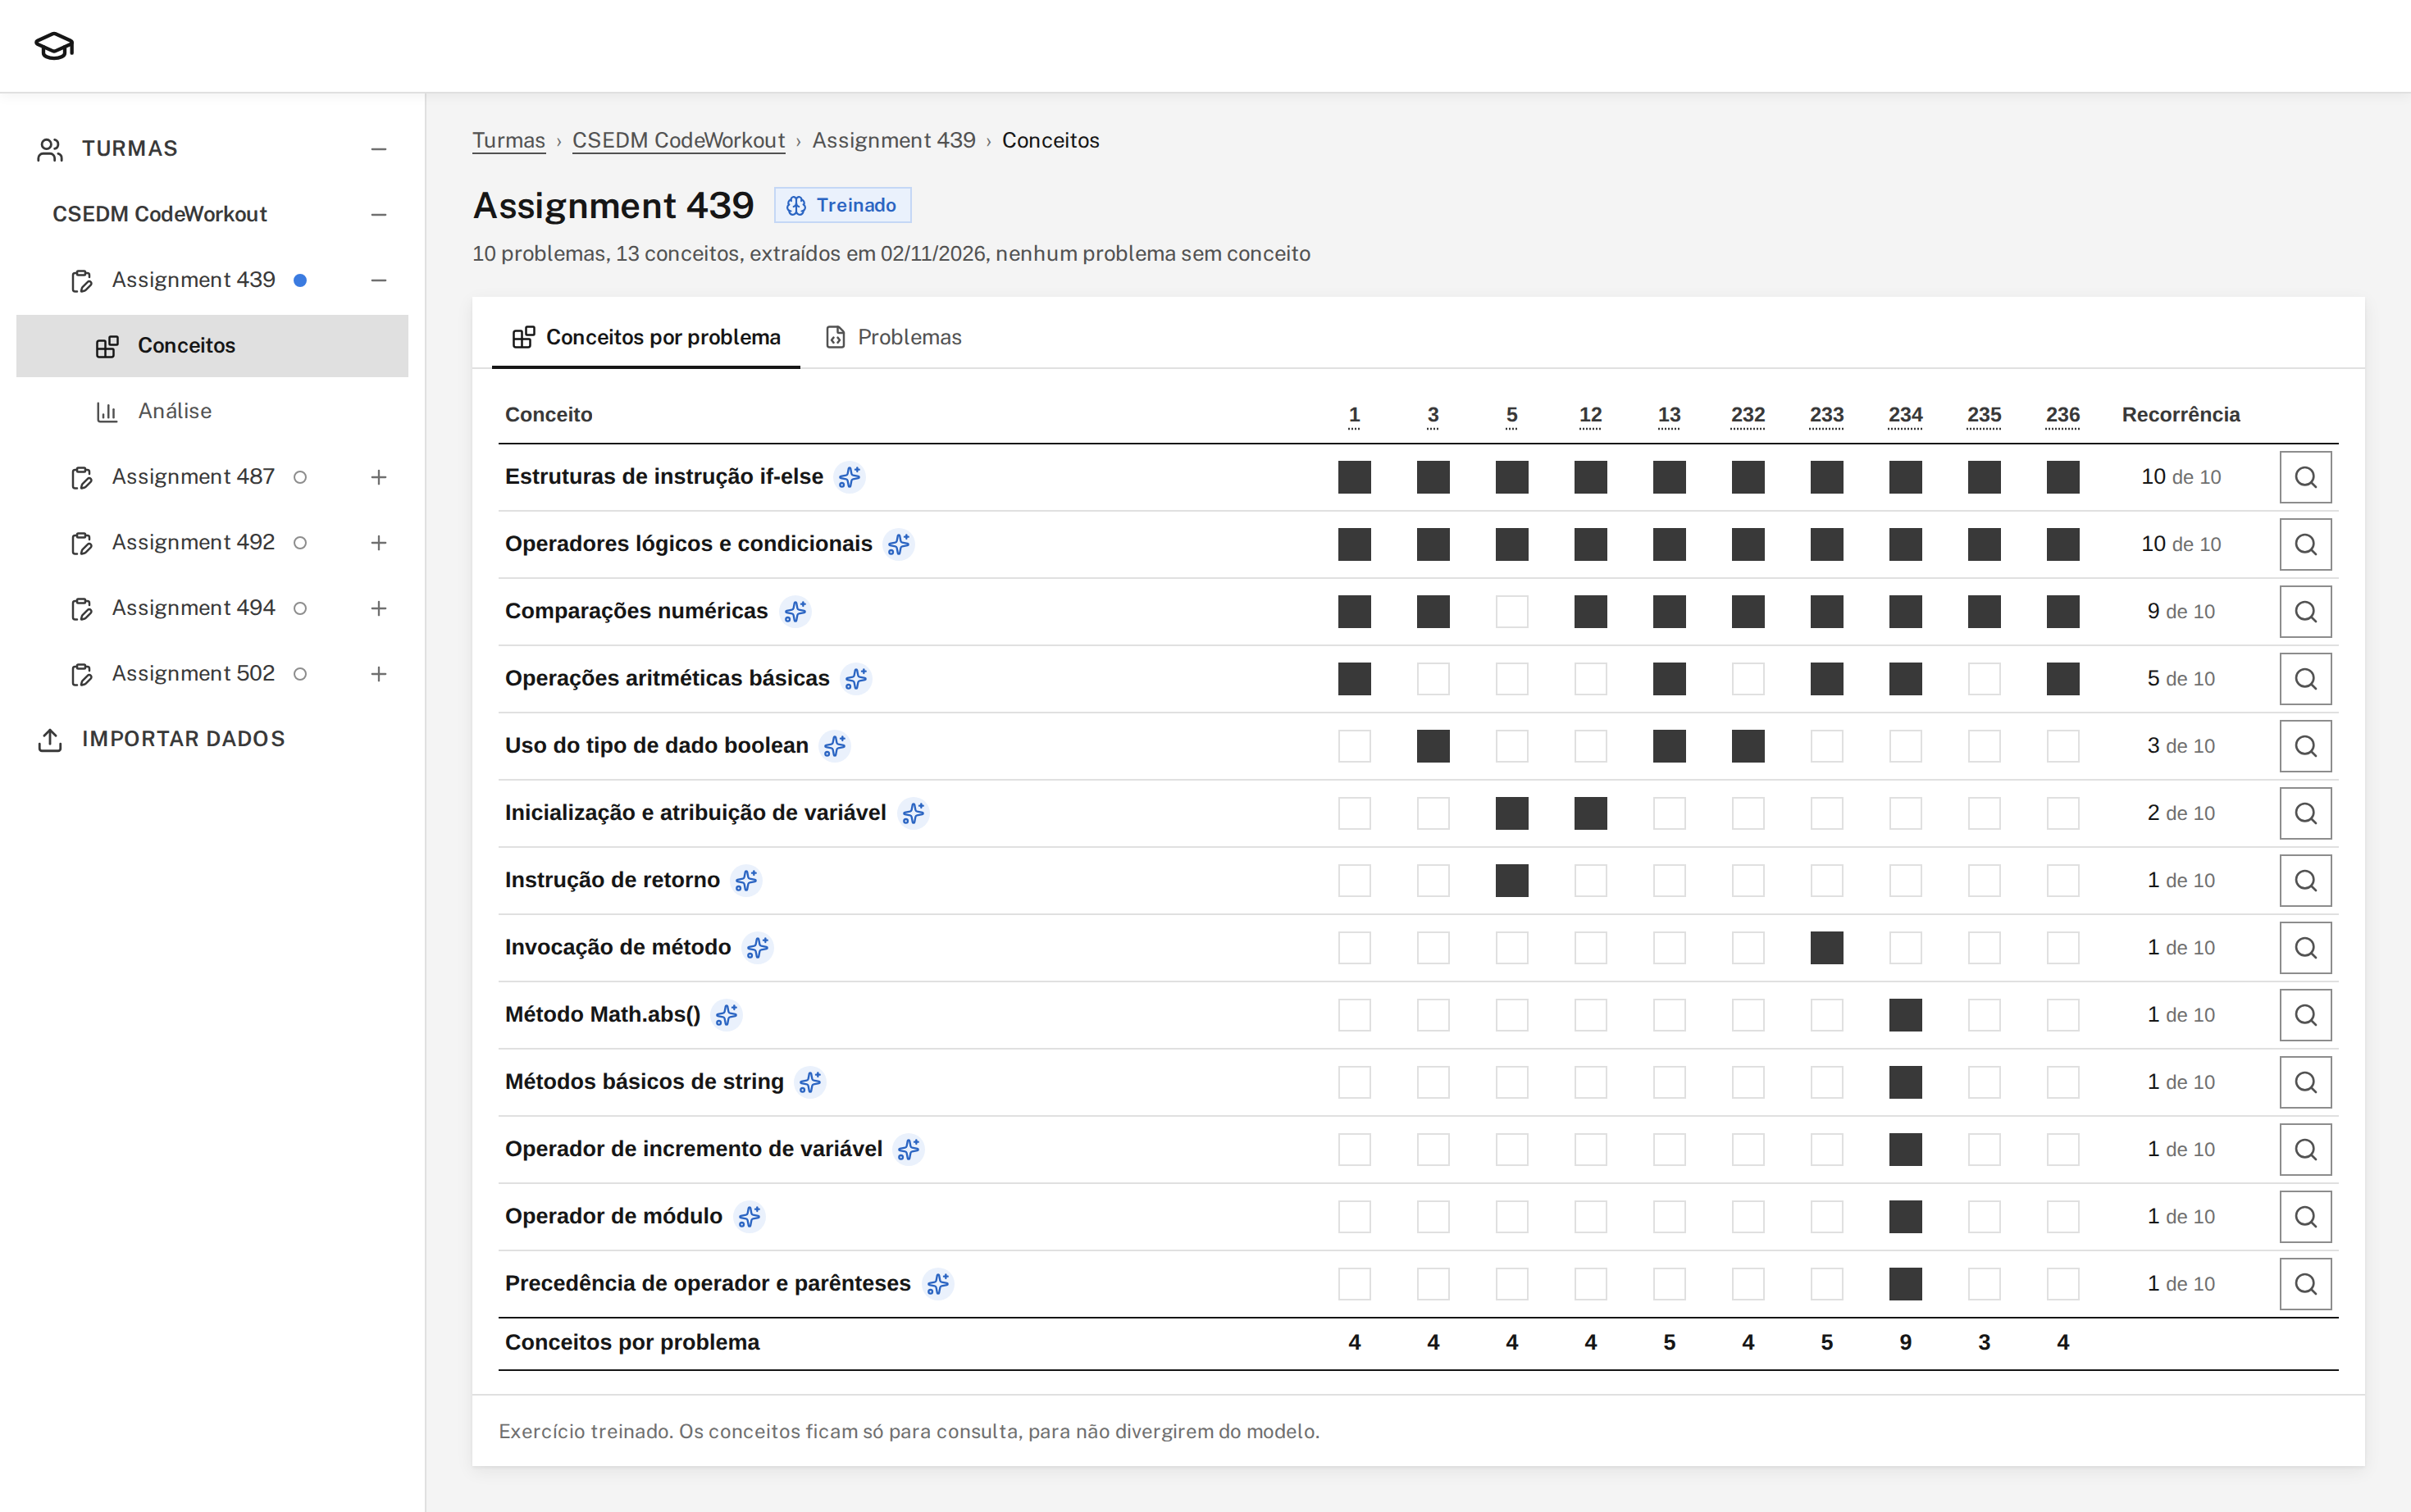 TURMAS
CSEDM CodeWorkout
Assignment 439
Conceitos
Análise
Assignment 487
Assignment 492
Assignment 494
Assignment 502
IMPORTAR DADOS
Turmas › CSEDM CodeWorkout › Assignment 439 › Conceitos
Assignment 439 Treinado
10 problemas, 13 conceitos, extraídos em 02/11/2026, nenhum problema sem conceito
Conceitos por problema Problemas
Conceito 1 3 5 12 13 232 233 234 235 236 Recorrência
Estruturas de instrução if-else 10 de 10
Operadores lógicos e condicionais 10 de 10
Comparações numéricas 9 de 10
Operações aritméticas básicas 5 de 10
Uso do tipo de dado boolean 3 de 10
Inicialização e atribuição de variável 2 de 10
Instrução de retorno 1 de 10
Invocação de método 1 de 10
Método Math.abs() 1 de 10
Métodos básicos de string 1 de 10
Operador de incremento de variável 1 de 10
Operador de módulo 1 de 10
Precedência de operador e parênteses 1 de 10
Conceitos por problema 4 4 4 4 5 4 5 9 3 4
Exercício treinado. Os conceitos ficam só para consulta, para não divergirem do modelo.